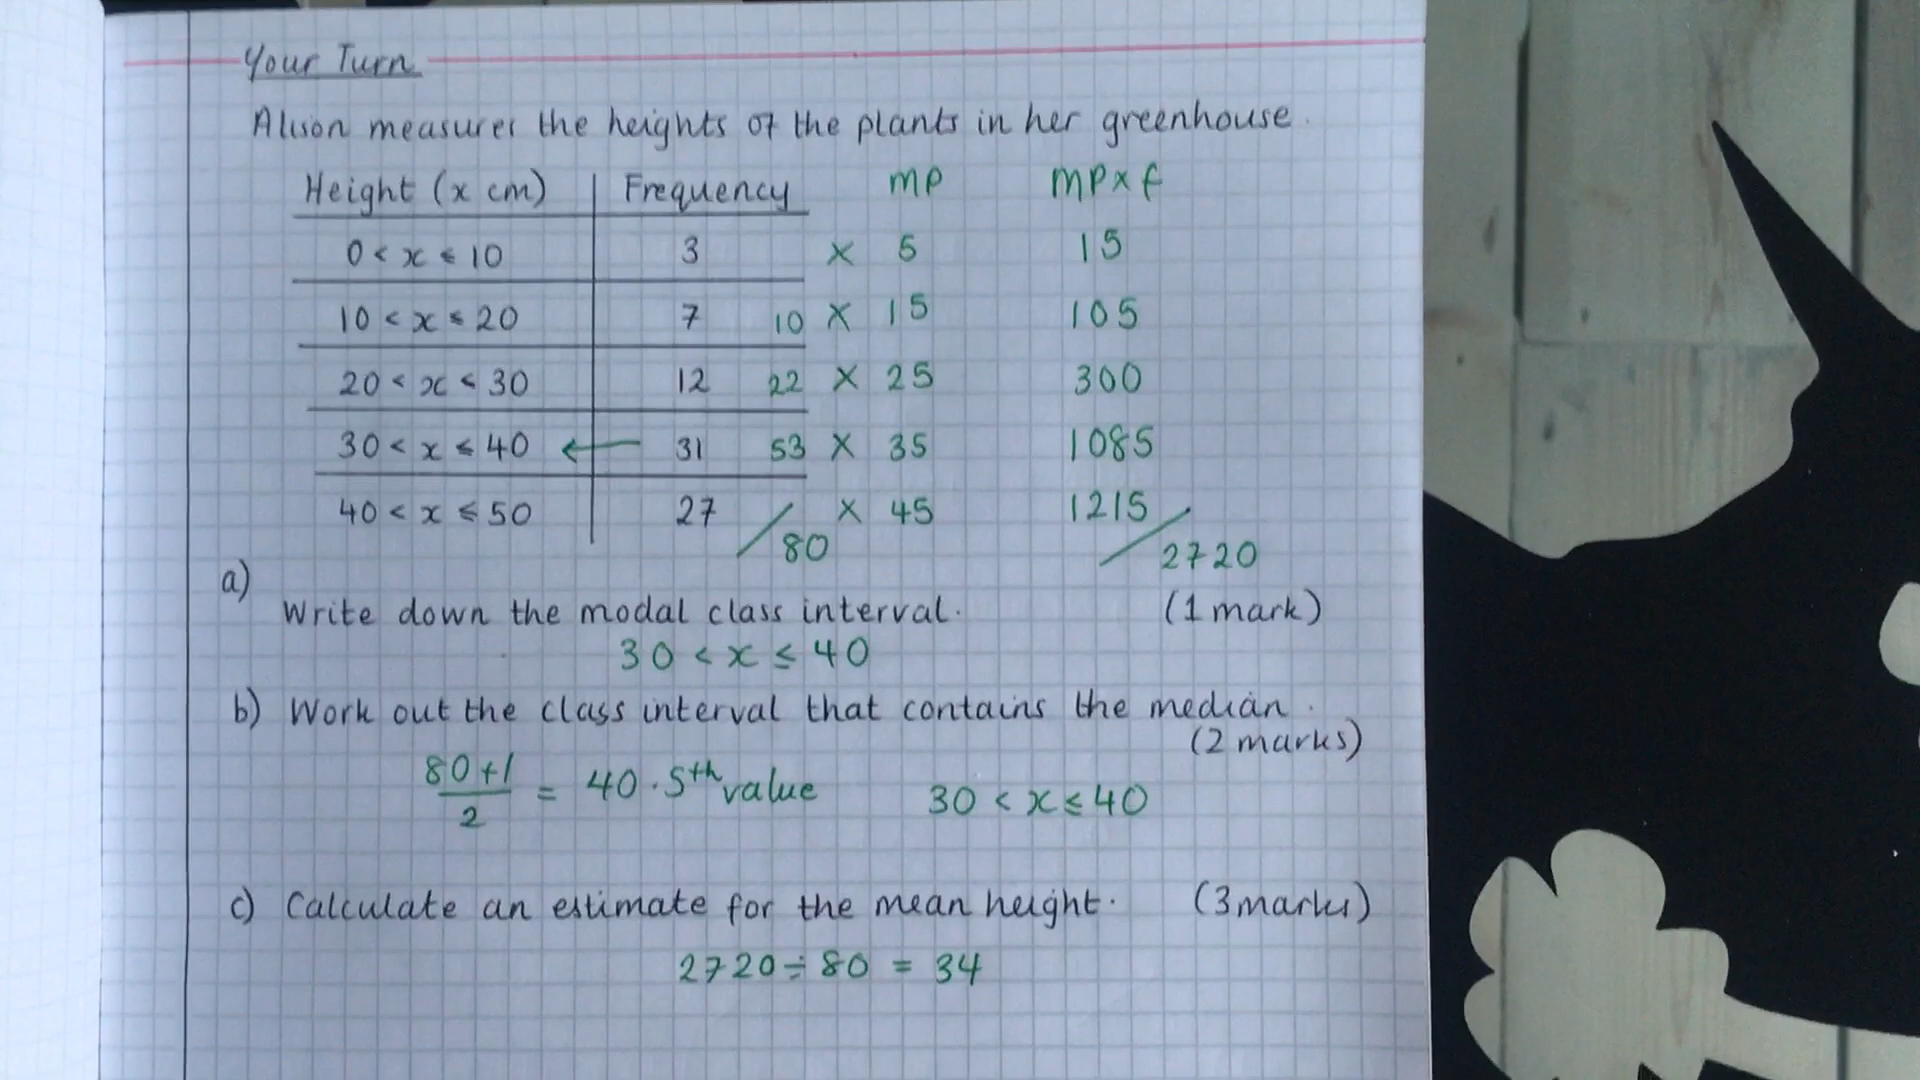 Your Turn
Alison measures the heights of the plants in her greenhouse.
Height (x cm) Frequency mp mp x f
0 < x ≤ 10 3 x 5 15
10 < x ≤ 20 7 10 x 15 105
20 < x < 30 12 22 x 25 300
30 < x ≤ 40 ← 31 53 x 35 1085
40 < x ≤ 50 27 x 45 1215
80 2720
a)
Write down the modal class interval. (1 mark)
30 < x ≤ 40
b) Work out the class interval that contains the median.
(2 marks)
80+1/2 = 40.5th value 30 < x ≤ 40
c) Calculate an estimate for the mean height. (3 marks)
2720 ÷ 80 = 34